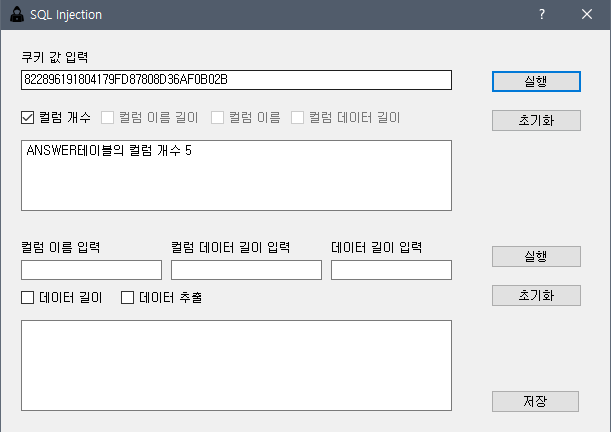 SQL Injection
쿠키 값 입력
822896191804179FD87808D36AF0B02B
실행
컬럼 개수 컬럼 이름 길이 컬럼 이름 컬럼 데이터 길이
초기화
ANSWER테이블의 컬럼 개수 5
컬럼 이름 입력 컬럼 데이터 길이 입력 데이터 길이 입력
실행
데이터 길이 데이터 추출
초기화
저장